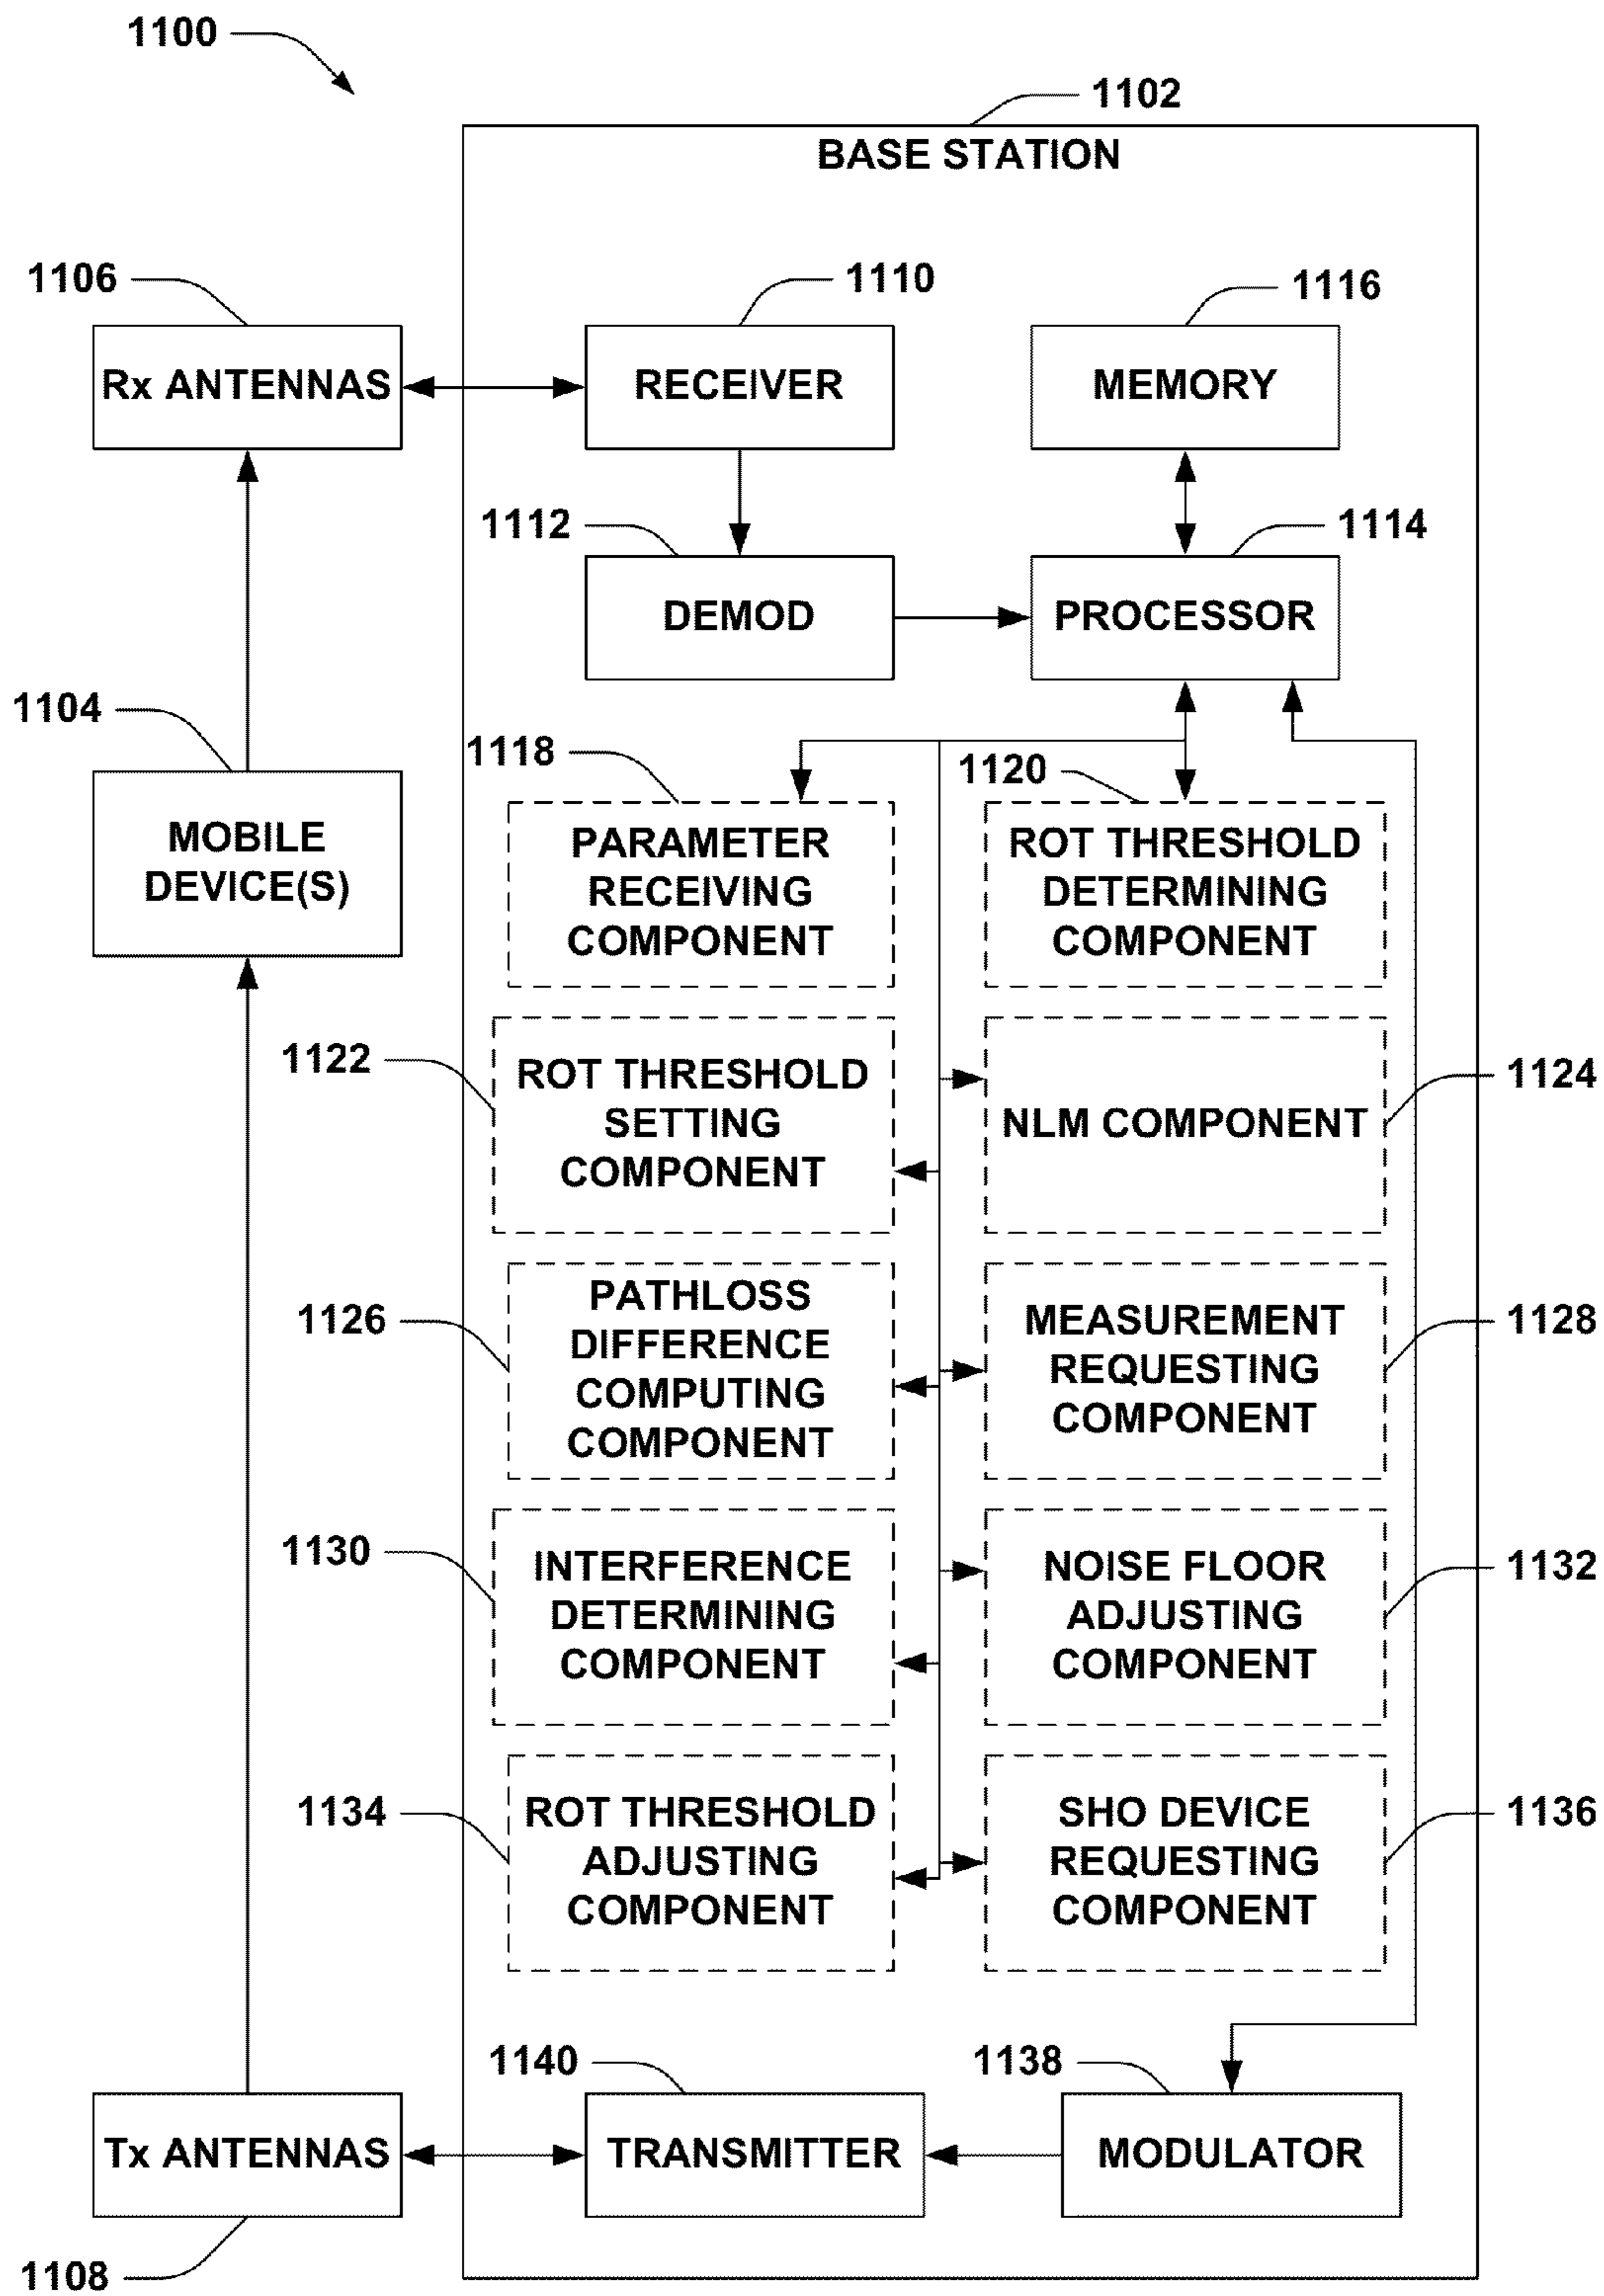 1100
1102
BASE STATION
1106
1110
1116
Rx ANTENNAS
RECEIVER
MEMORY
1112
1114
DEMOD
PROCESSOR
1104
MOBILE
DEVICE(S)
1118
1120
PARAMETER
RECEIVING
COMPONENT
ROT THRESHOLD
DETERMINING
COMPONENT
1122
ROT THRESHOLD
SETTING
COMPONENT
NLM COMPONENT
1124
1126
PATHLOSS
DIFFERENCE
COMPUTING
COMPONENT
MEASUREMENT
REQUESTING
COMPONENT
1128
1130
INTERFERENCE
DETERMINING
COMPONENT
NOISE FLOOR
ADJUSTING
COMPONENT
1132
1134
ROT THRESHOLD
ADJUSTING
COMPONENT
SHO DEVICE
REQUESTING
COMPONENT
1136
1140
1138
Tx ANTENNAS
TRANSMITTER
MODULATOR
1108